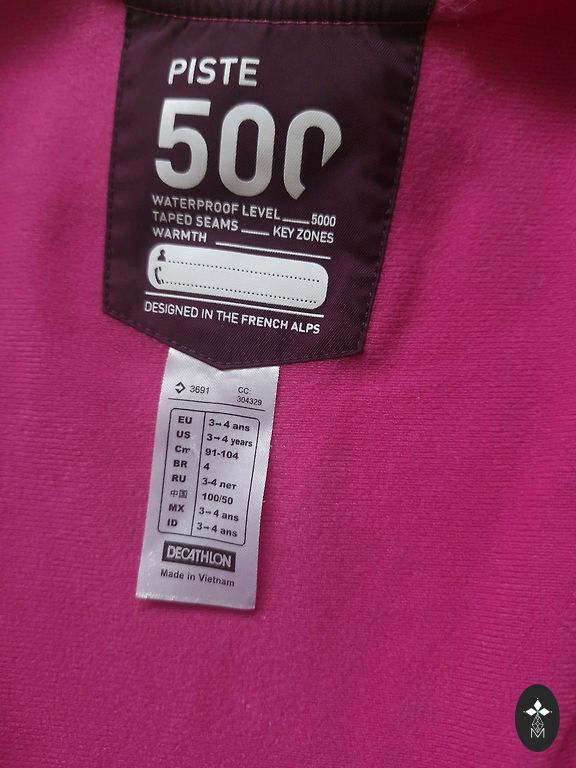 PISTE
500
WATERPROOF LEVEL 5000
TAPED SEAMS KEY ZONES
WARMTH
DESIGNED IN THE FRENCH ALPS
3691 CC: 304329
EU 3→4 ans
US 3→4 years
Cm 91-104
BR 4
RU 3-4 лет
中国 100/50
MX 3→4 ans
ID 3→4 ans
DECATHLON
Made in Vietnam
M